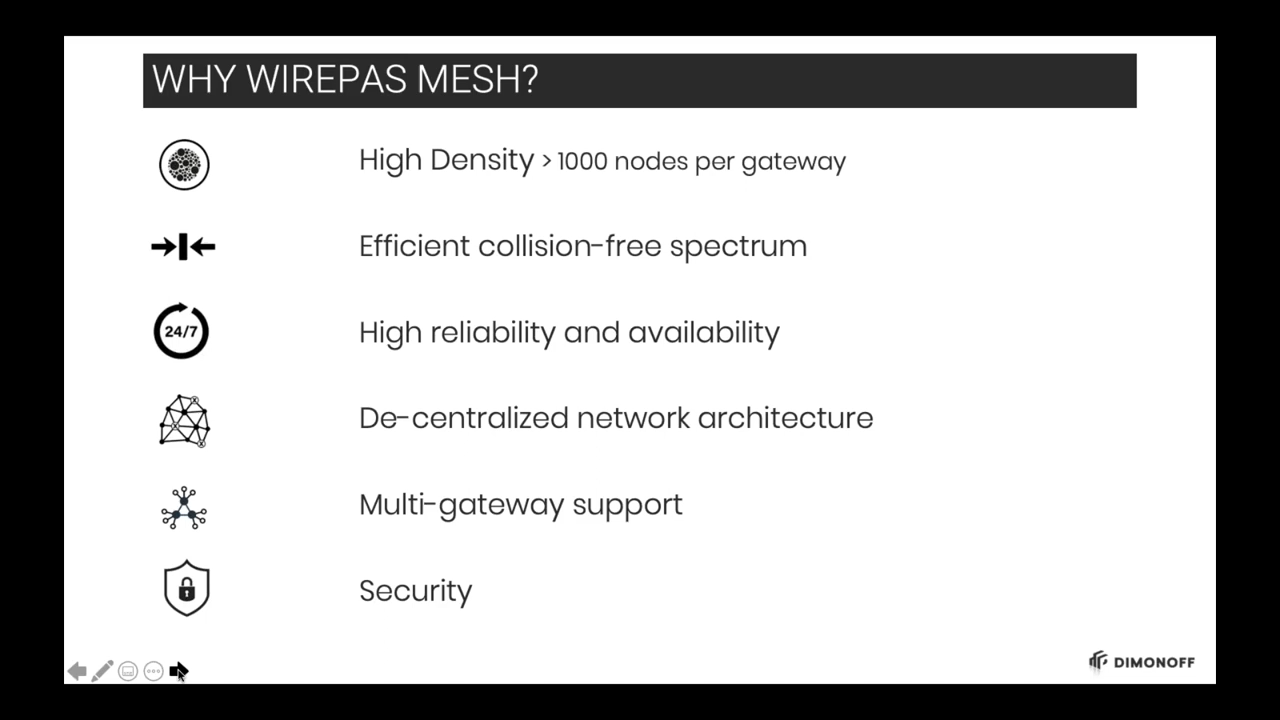 WHY WIREPAS MESH?
High Density > 1000 nodes per gateway
Efficient collision-free spectrum
24/7
High reliability and availability
De-centralized network architecture
Multi-gateway support
Security
DIMONOFF